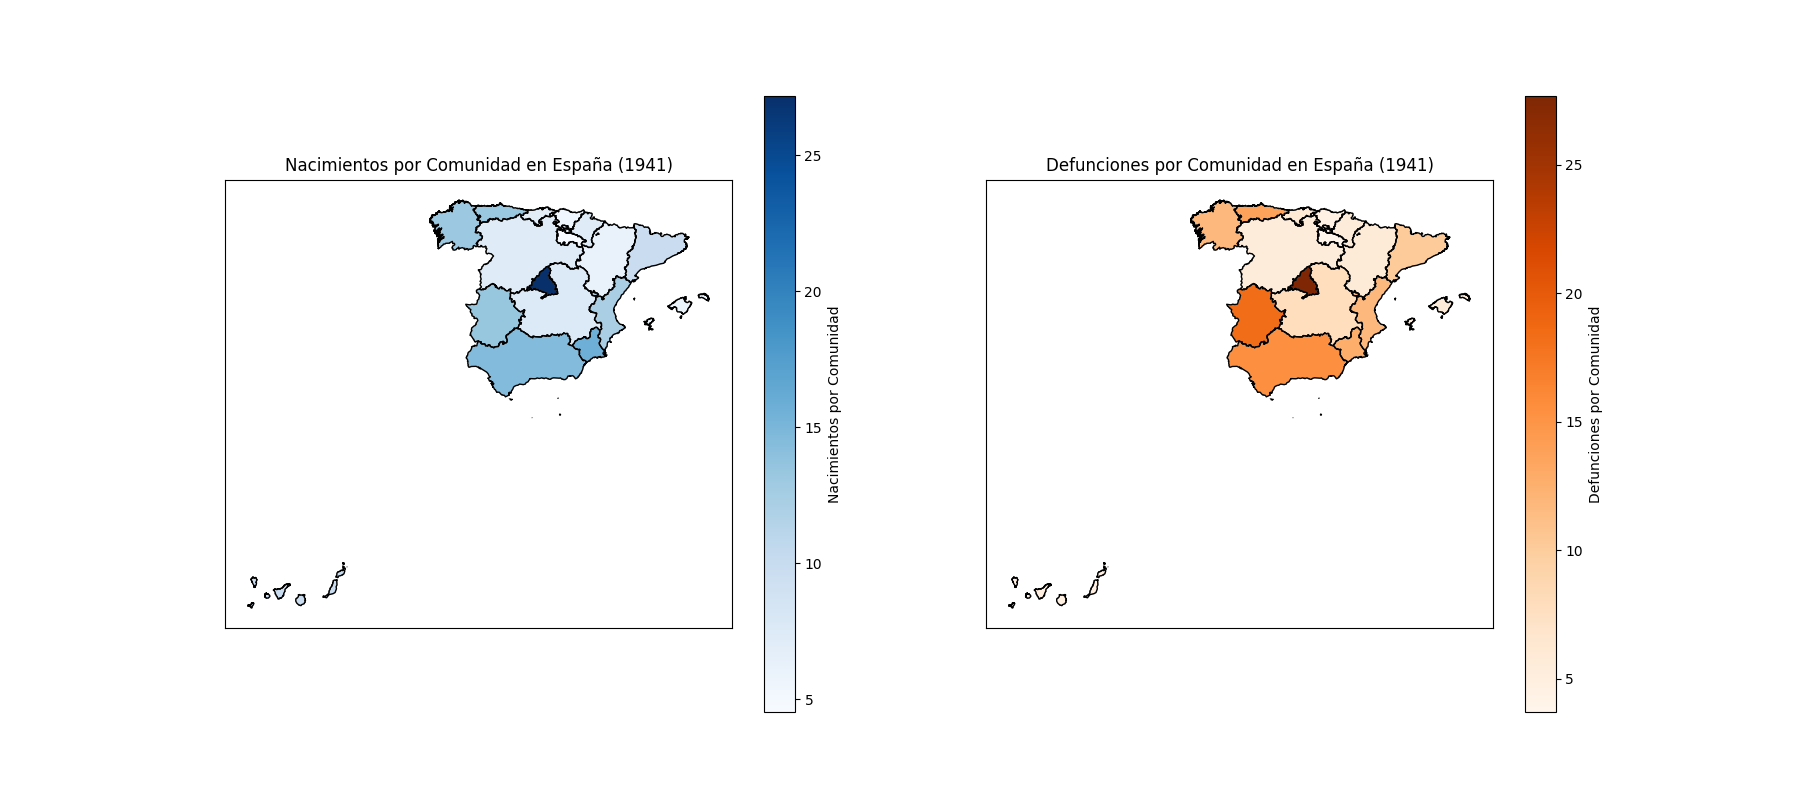 Nacimientos por Comunidad en España (1941)
25
20
15
10
5
Nacimientos por Comunidad
Defunciones por Comunidad en España (1941)
25
20
15
10
5
Defunciones por Comunidad